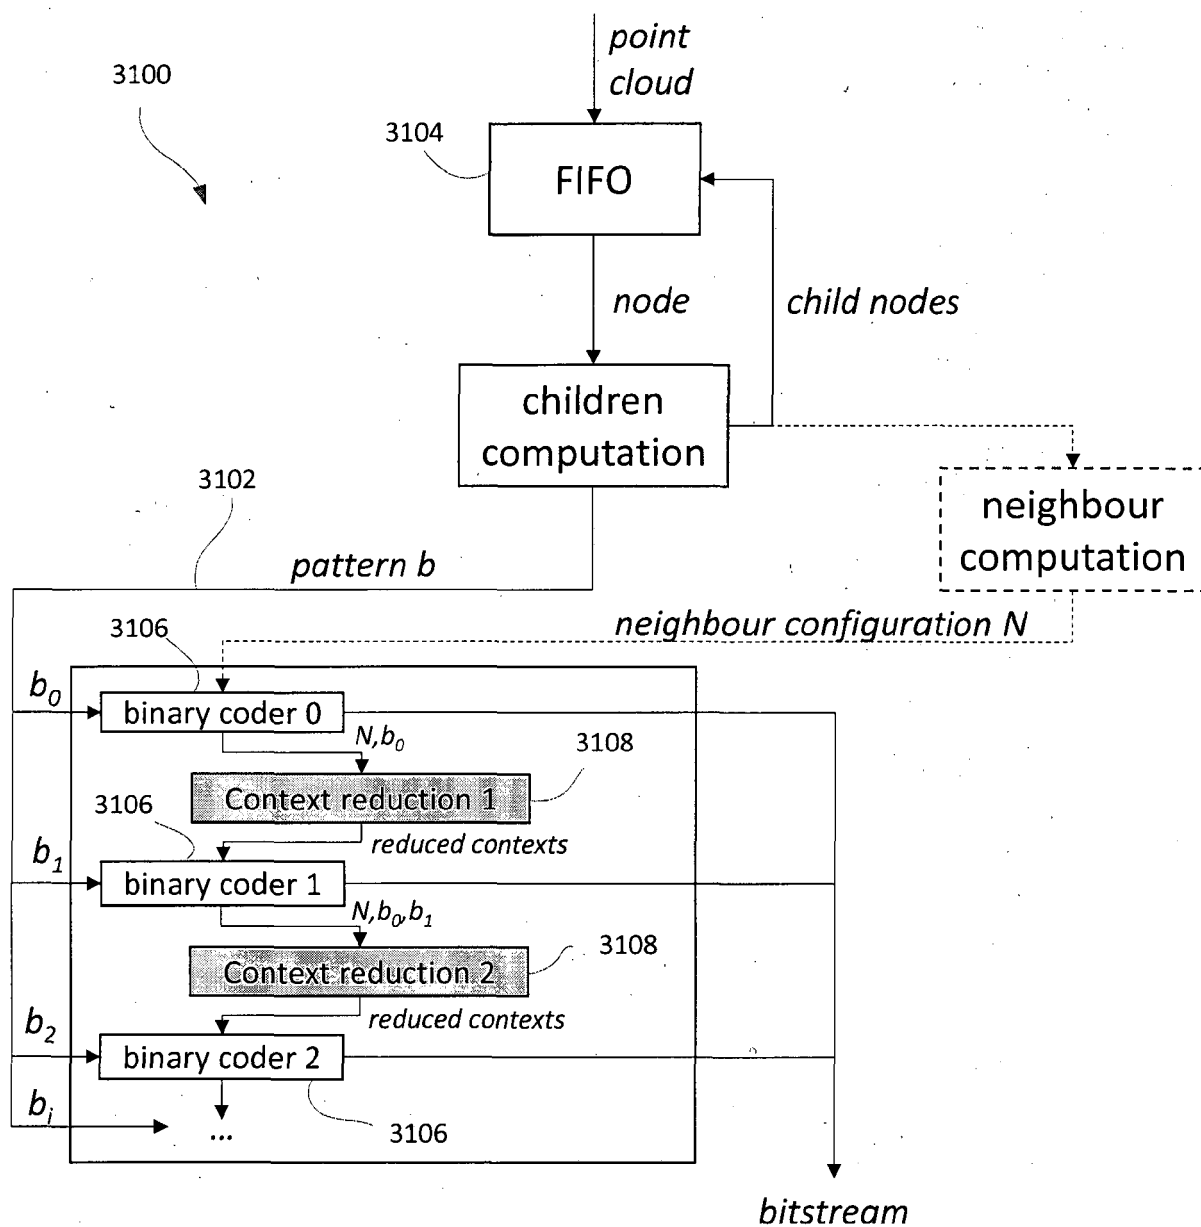 point
cloud
3100
3104
FIFO
node
child nodes
children
computation
3102
neighbour
computation
pattern b
neighbour configuration N
3106
b0
binary coder 0
N,b0
3108
Context reduction 1
3106
reduced contexts
b1
binary coder 1
N,b0,b1
3108
Context reduction 2
reduced contexts
b2
binary coder 2
bi
...
3106
bitstream